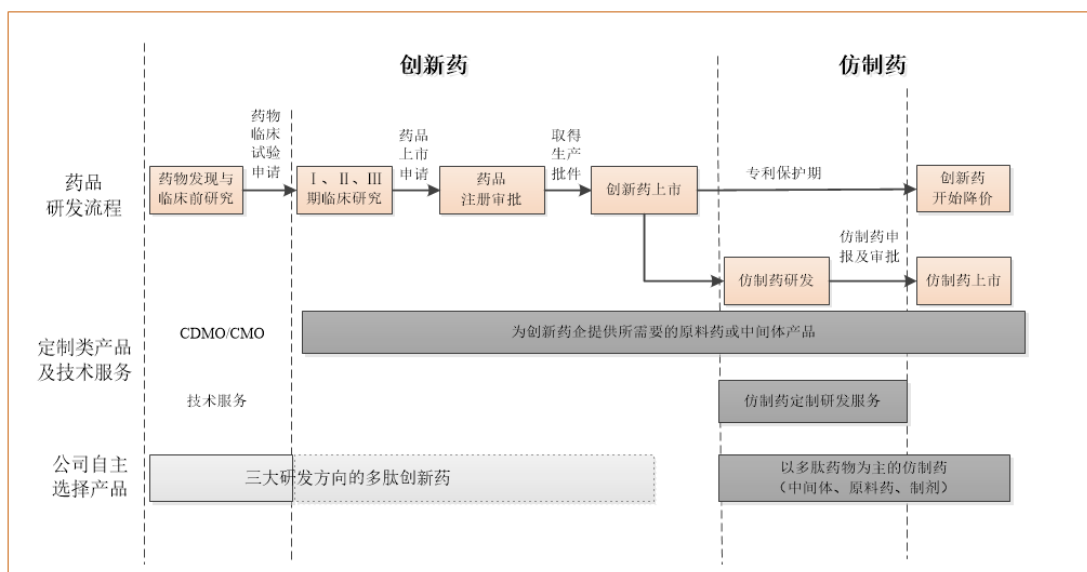 创新药
仿制药
药物
临床
试验
申请
药品
上市
申请
取得
生产
批件
专利保护期
药品
研发流程
药物发现与
临床前研究
Ⅰ、Ⅱ、Ⅲ
期临床研究
药品
注册审批
创新药上市
创新药
开始降价
仿制药申
报及审批
仿制药研发
仿制药上市
定制类产品
及技术服务
CDMO/CMO
为创新药企提供所需要的原料药或中间体产品
技术服务
仿制药定制研发服务
公司自主
选择产品
三大研发方向的多肽创新药
以多肽药物为主的仿制药
（中间体、原料药、制剂）